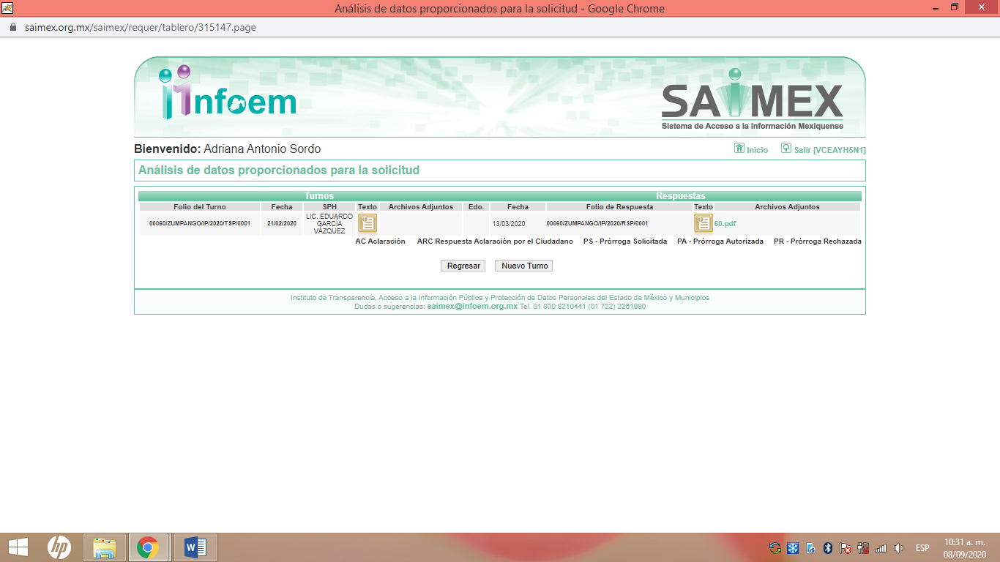 Análisis de datos proporcionados para la solicitud - Google Chrome
saimex.org.mx/saimex/requer/tablero/315147.page
infoem
SAIMEX
Sistema de Acceso a la Información Mexiquense
Bienvenido: Adriana Antonio Sordo
Inicio Salir [VCEAYH5N1]
Análisis de datos proporcionados para la solicitud
Turnos Respuestas
Folio del Turno Fecha SPH Texto Archivos Adjuntos Edo. Fecha Folio de Respuesta Texto Archivos Adjuntos
00060/ZUMPANGO/IP/2020/TSP/0001 21/02/2020 LIC. EDUARDO GARCÍA VÁZQUEZ 13/03/2020 00060/ZUMPANGO/IP/2020/RSP/0001 60.pdf
AC Aclaración ARC Respuesta Aclaración por el Ciudadano PS - Prórroga Solicitada PA - Prórroga Autorizada PR - Prórroga Rechazada
Regresar Nuevo Turno
Instituto de Transparencia, Acceso a la Información Pública y Protección de Datos Personales del Estado de México y Municipios
Dudas o sugerencias: saimex@infoem.org.mx Tel. 01 800 8210441 (01 722) 2261980
hp
ESP
10:31 a. m.
08/09/2020